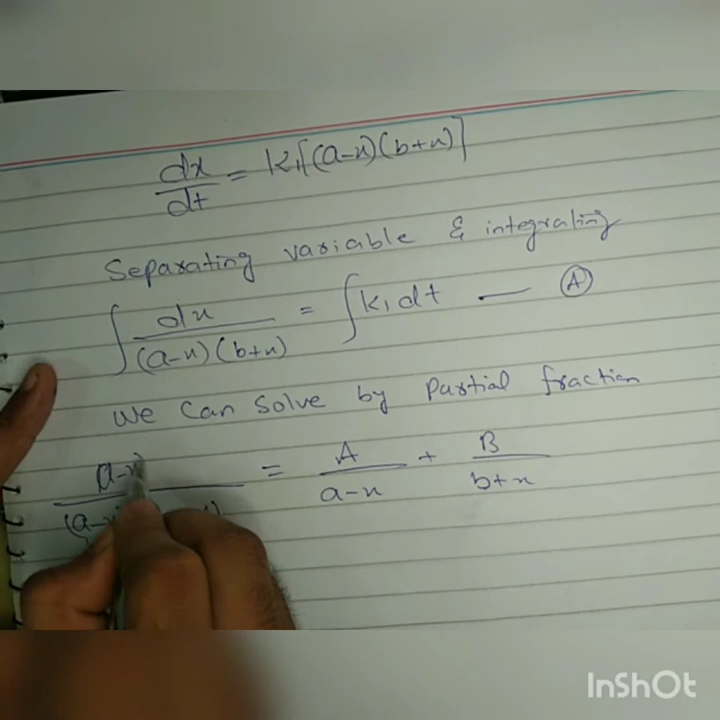 dx/dt = K₁[(a-x)(b+x)]
Separating variable & integrating
∫ dx/(a-x)(b+x) = ∫ K₁dt — Ⓐ
We Can Solve by Partial fraction
= A/a-x + B/b+x
InShOt